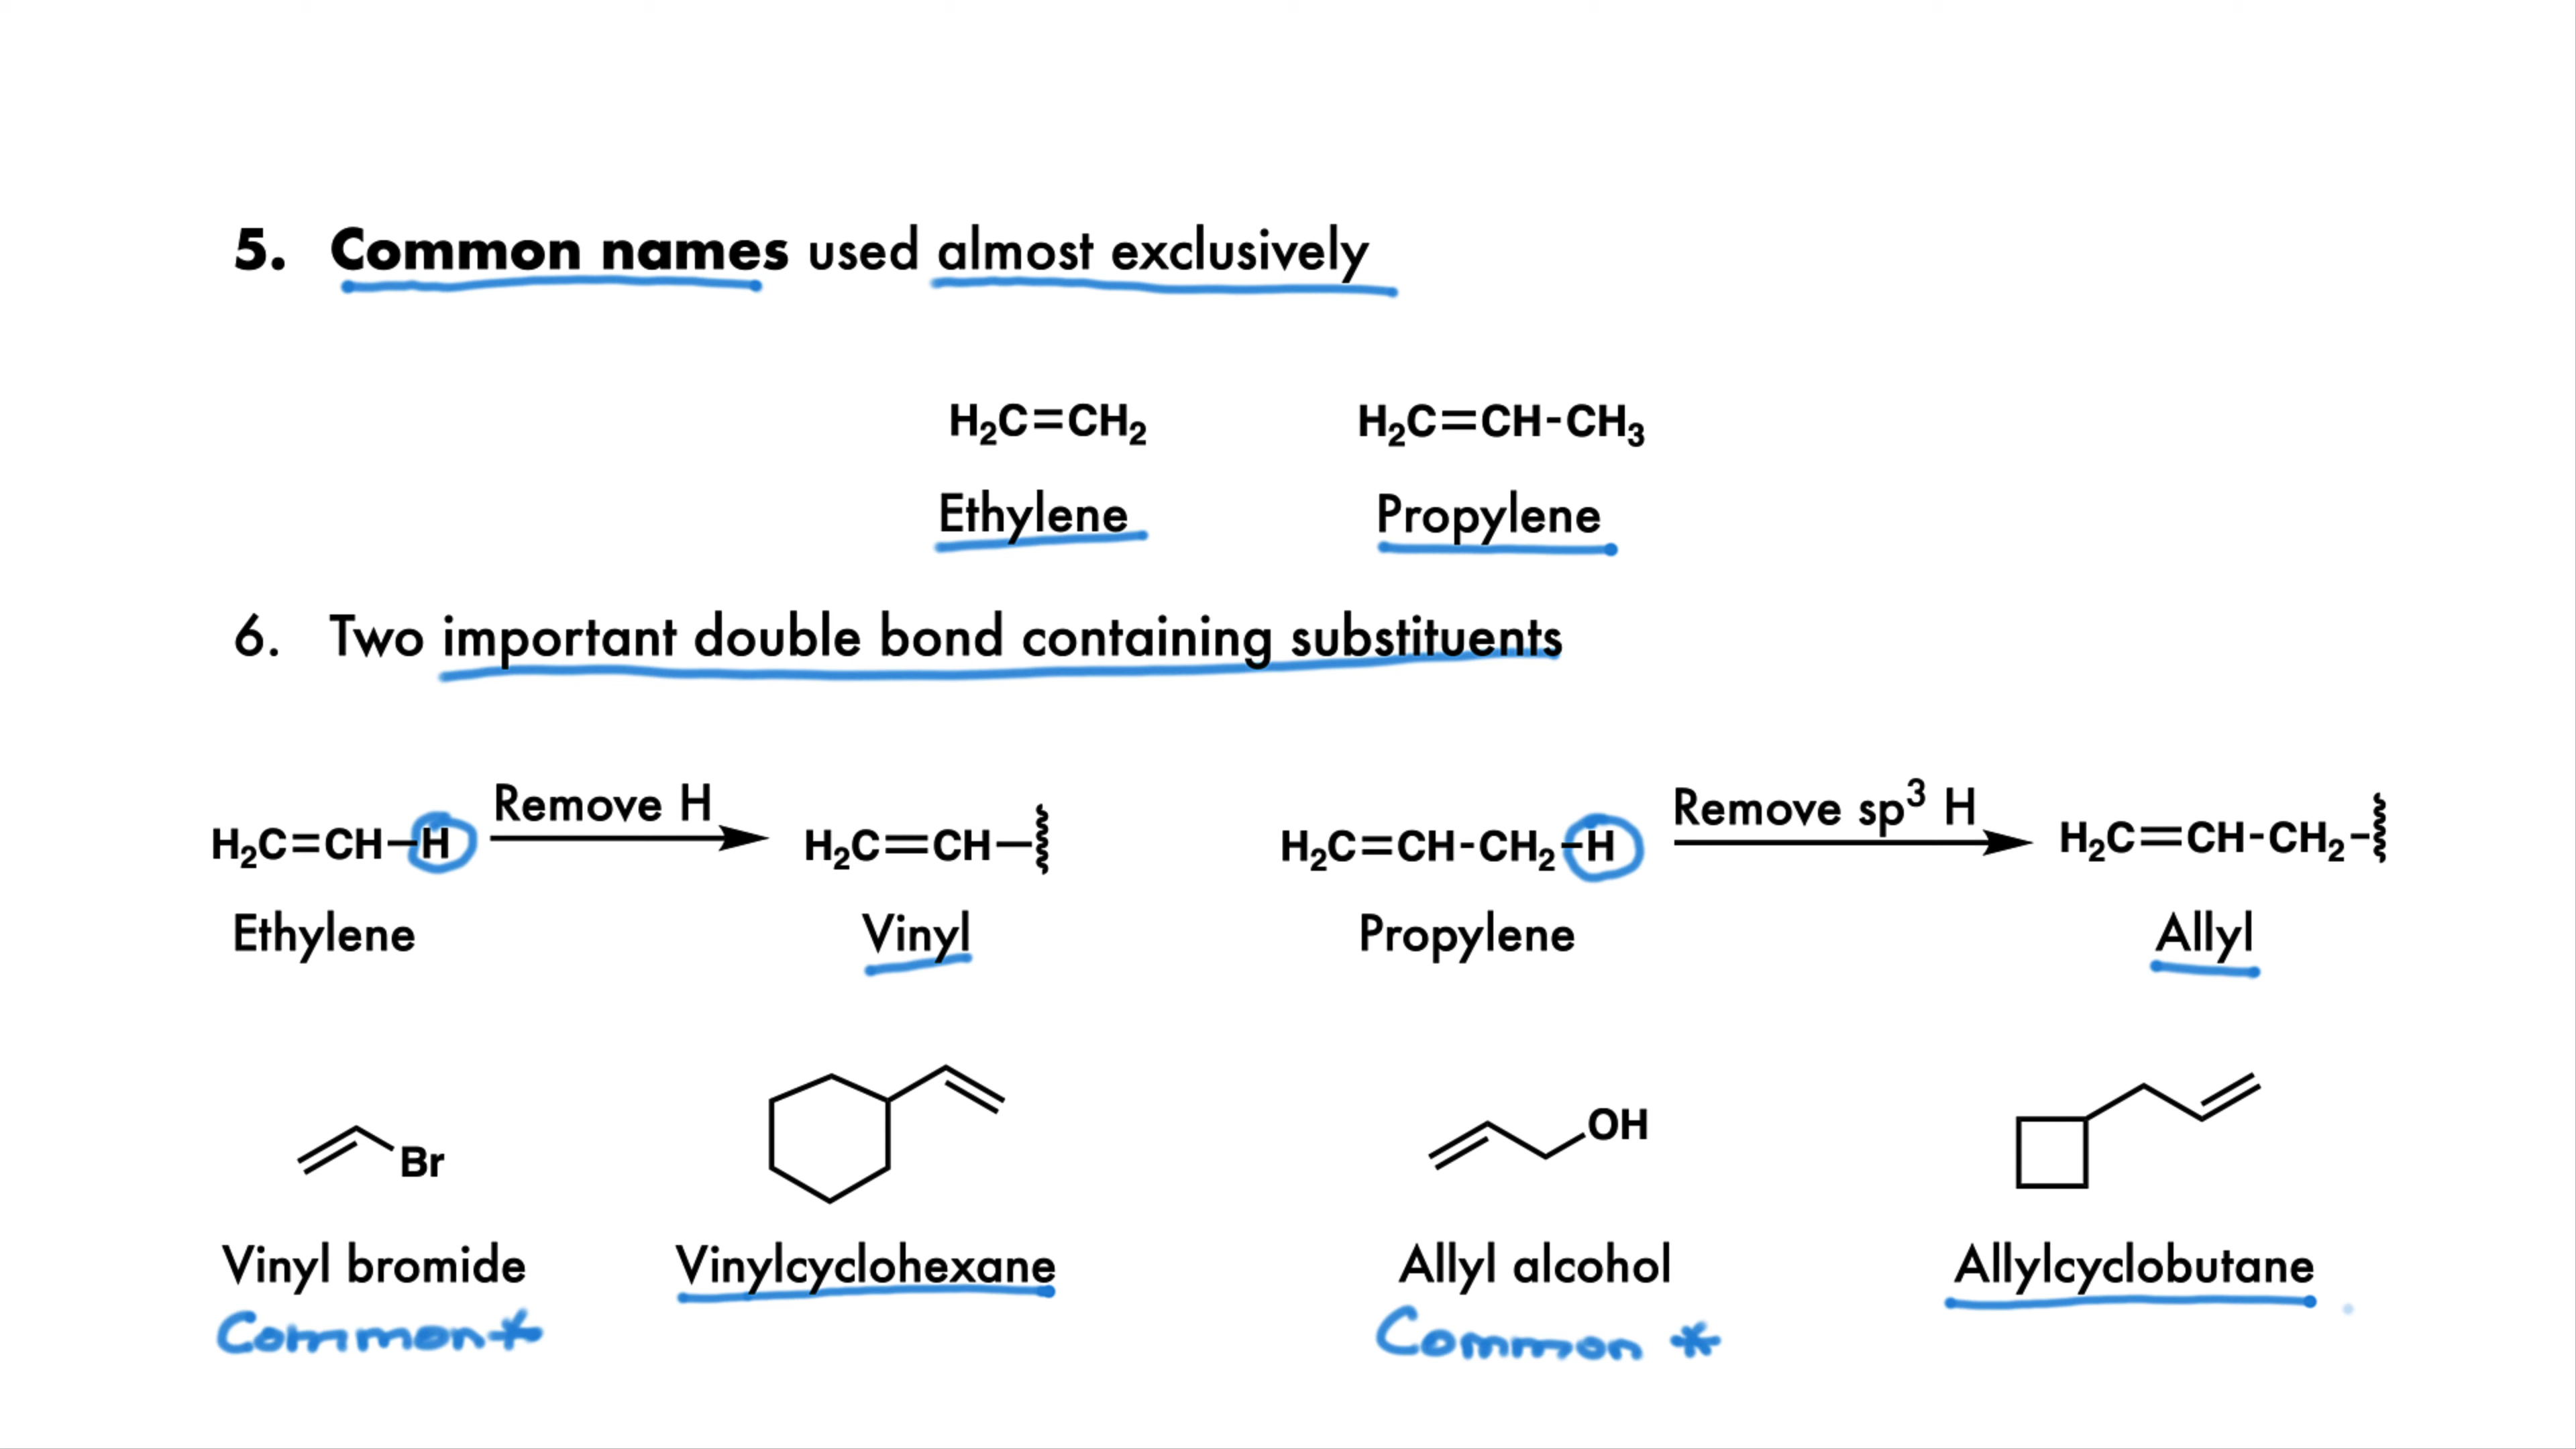 5. Common names used almost exclusively
H₂C=CH₂ H₂C=CH-CH₃
Ethylene Propylene
6. Two important double bond containing substituents
H₂C=CH-H Remove H H₂C=CH- H₂C=CH-CH₂-H Remove sp³ H H₂C=CH-CH₂-
Ethylene Vinyl Propylene Allyl
Br OH
Vinyl bromide Vinylcyclohexane Allyl alcohol Allylcyclobutane
Common* Common *